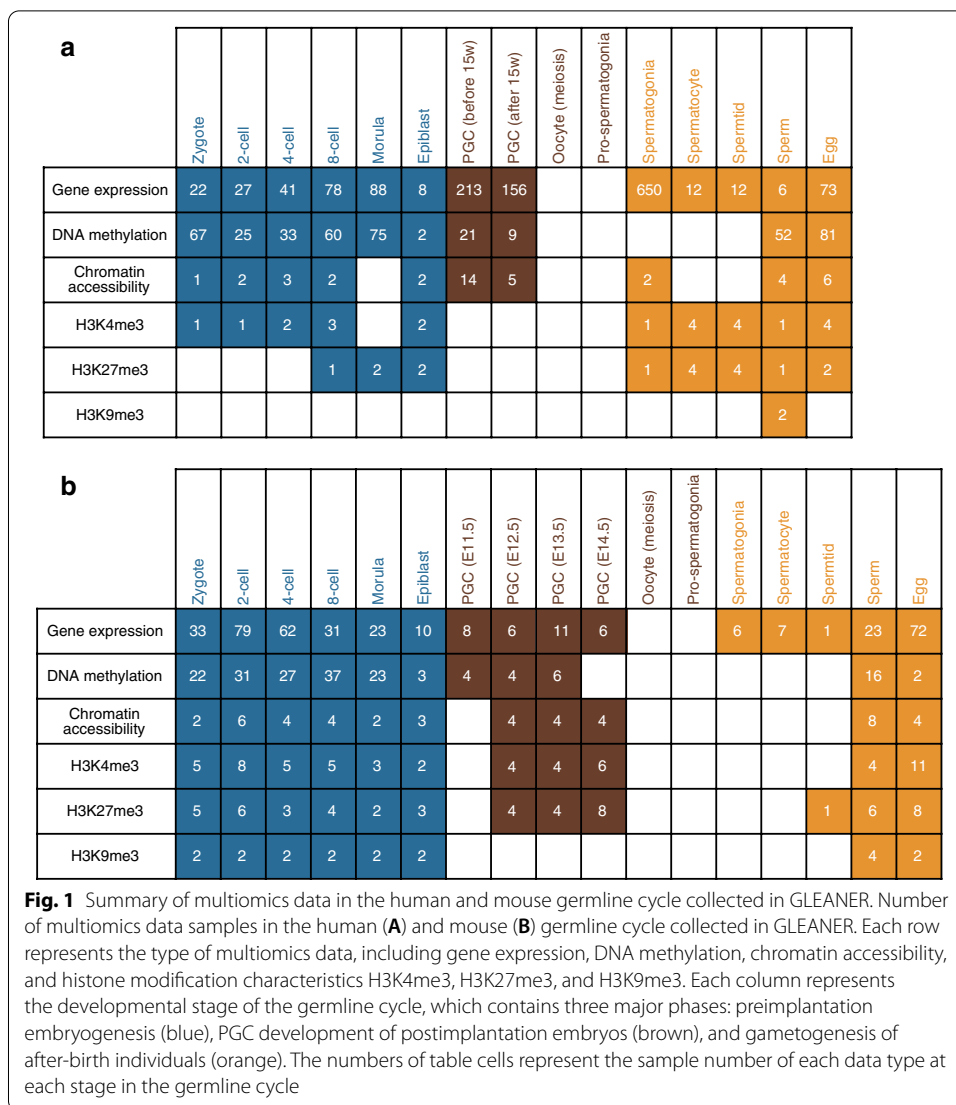 a
Zygote 2-cell 4-cell 8-cell Morula Epiblast PGC (before 15w) PGC (after 15w) Oocyte (meiosis) Pro-spermatogonia Spermatogonia Spermatocyte Spermtid Sperm Egg
Gene expression 22 27 41 78 88 8 213 156 650 12 12 6 73
DNA methylation 67 25 33 60 75 2 21 9 52 81
Chromatin
accessibility 1 2 3 2 2 14 5 2 4 6
H3K4me3 1 1 2 3 2 1 4 4 1 4
H3K27me3 1 2 2 1 4 4 1 2
H3K9me3 2
b
Zygote 2-cell 4-cell 8-cell Morula Epiblast PGC (E11.5) PGC (E12.5) PGC (E13.5) PGC (E14.5) Oocyte (meiosis) Pro-spermatogonia Spermatogonia Spermatocyte Spermtid Sperm Egg
Gene expression 33 79 62 31 23 10 8 6 11 6 6 7 1 23 72
DNA methylation 22 31 27 37 23 3 4 4 6 16 2
Chromatin
accessibility 2 6 4 4 2 3 4 4 4 8 4
H3K4me3 5 8 5 5 3 2 4 4 6 4 11
H3K27me3 5 6 3 4 2 3 4 4 8 1 6 8
H3K9me3 2 2 2 2 2 2 4 2
Fig. 1 Summary of multiomics data in the human and mouse germline cycle collected in GLEANER. Number
of multiomics data samples in the human (A) and mouse (B) germline cycle collected in GLEANER. Each row
represents the type of multiomics data, including gene expression, DNA methylation, chromatin accessibility,
and histone modification characteristics H3K4me3, H3K27me3, and H3K9me3. Each column represents
the developmental stage of the germline cycle, which contains three major phases: preimplantation
embryogenesis (blue), PGC development of postimplantation embryos (brown), and gametogenesis of
after-birth individuals (orange). The numbers of table cells represent the sample number of each data type at
each stage in the germline cycle